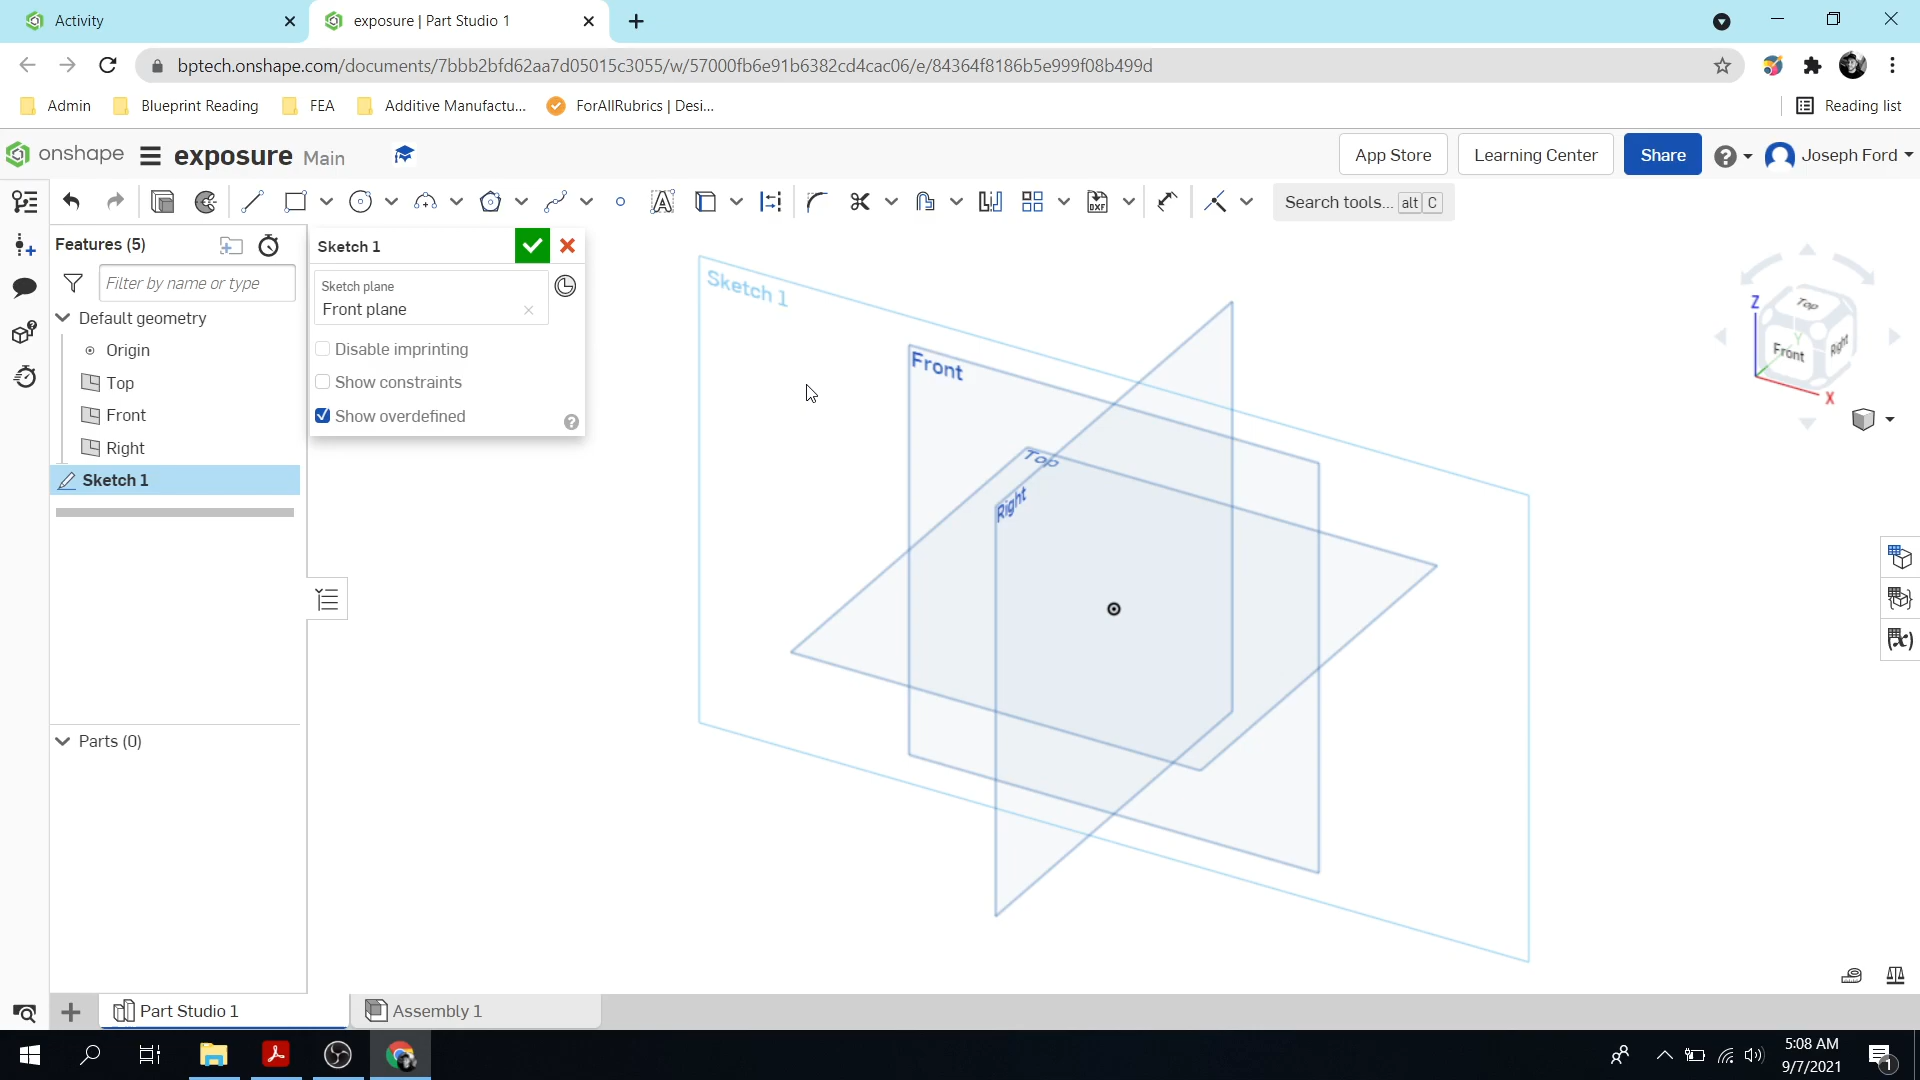 Activity
exposure | Part Studio 1
bptech.onshape.com/documents/7bbb2bfd62aa7d05015c3055/w/57000fb6e91b6382cd4cac06/e/84364f8186b5e999f08b499d
Admin
Blueprint Reading
FEA
Additive Manufactu...
ForAllRubrics | Desi...
Reading list
onshape
exposure Main
App Store
Learning Center
Share
Joseph Ford
DXF
Search tools... alt C
Features (5)
Filter by name or type
Default geometry
Origin
Top
Front
Right
Sketch 1
Parts (0)
Sketch 1
Sketch plane
Front plane
Disable imprinting
Show constraints
Show overdefined
Sketch 1
Front
Top
Right
Z
Top
Y
Front
Right
X
Part Studio 1
Assembly 1
5:08 AM
9/7/2021
1